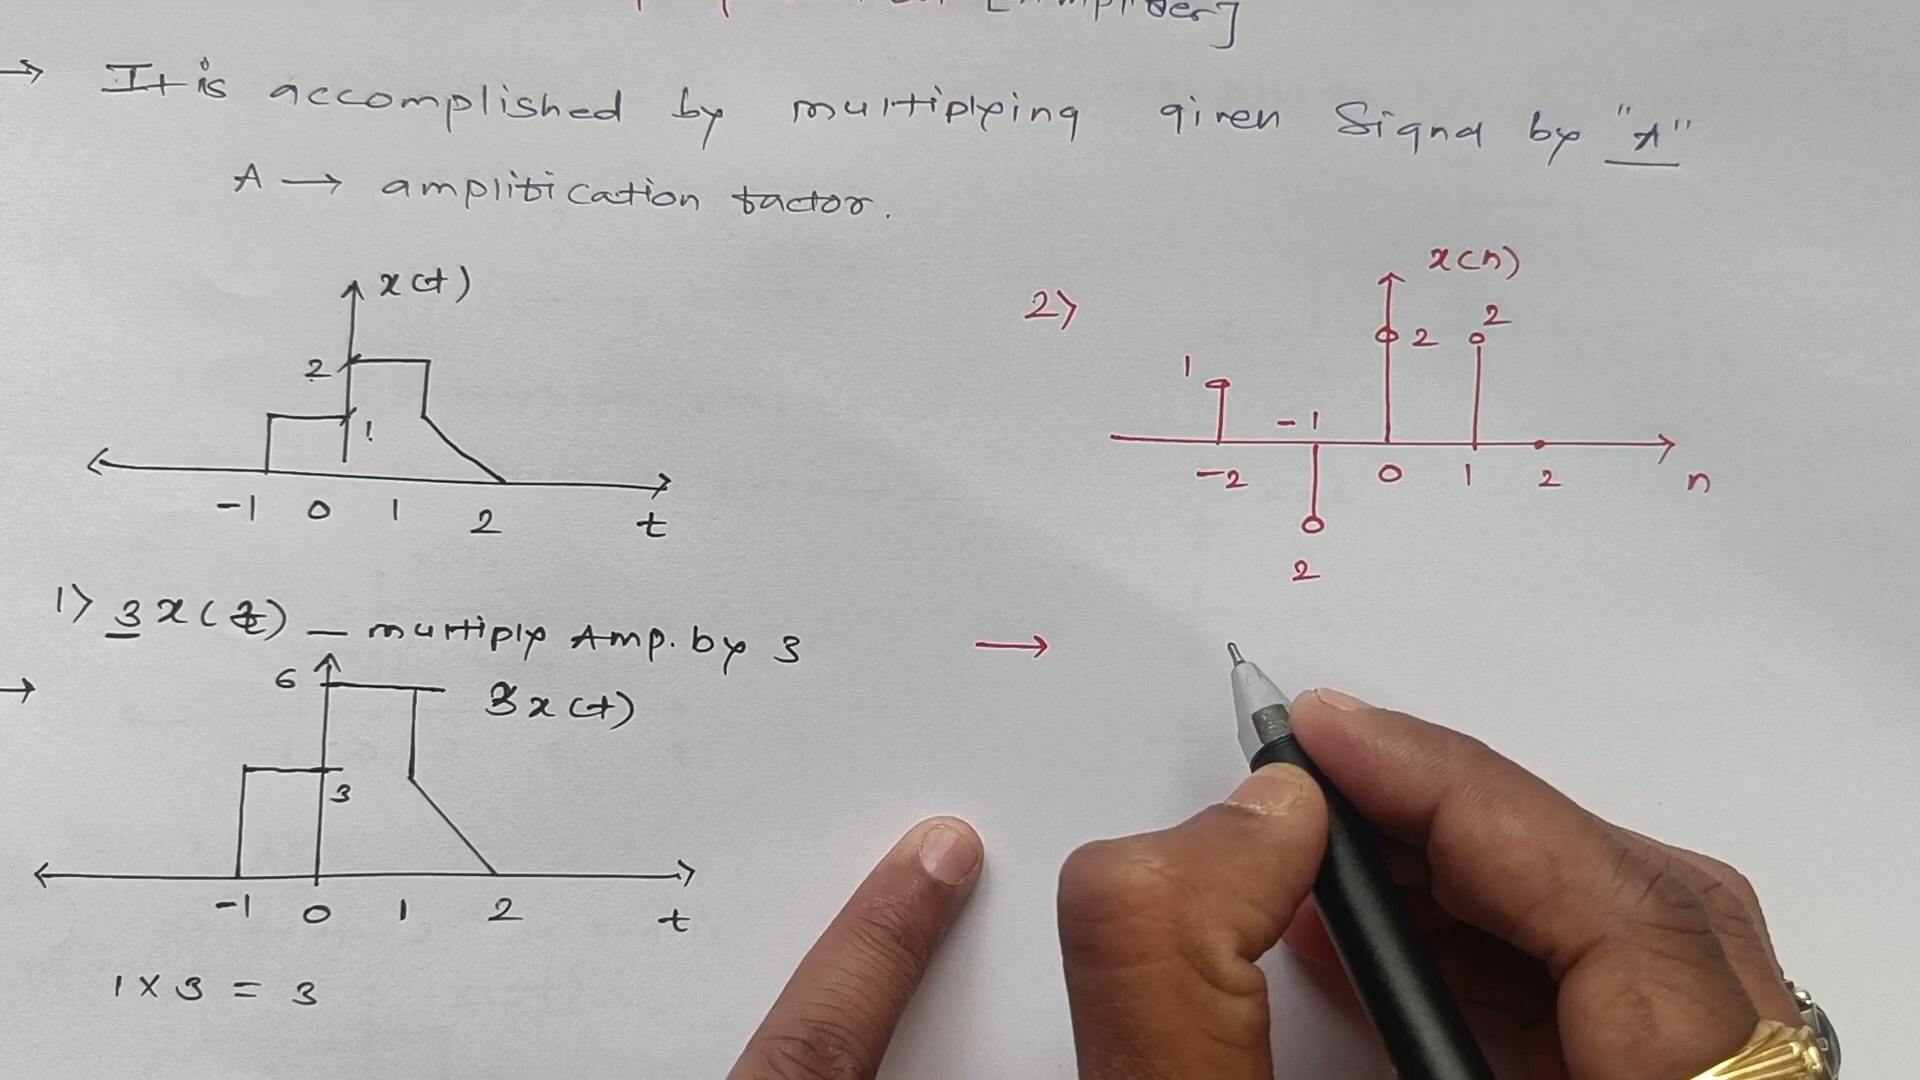 → It is accomplished by multiplying given Signal by "A"
A → amplification factor.
x(t)
2
1
-1 0 1 2 t
1) 3x(t) — multiply Amp. by 3
→
6
3x(t)
3
-1 0 1 2 t
1 x 3 = 3
2)
x(n)
1
-1
2
2
-2 0 1 2 n
2
→